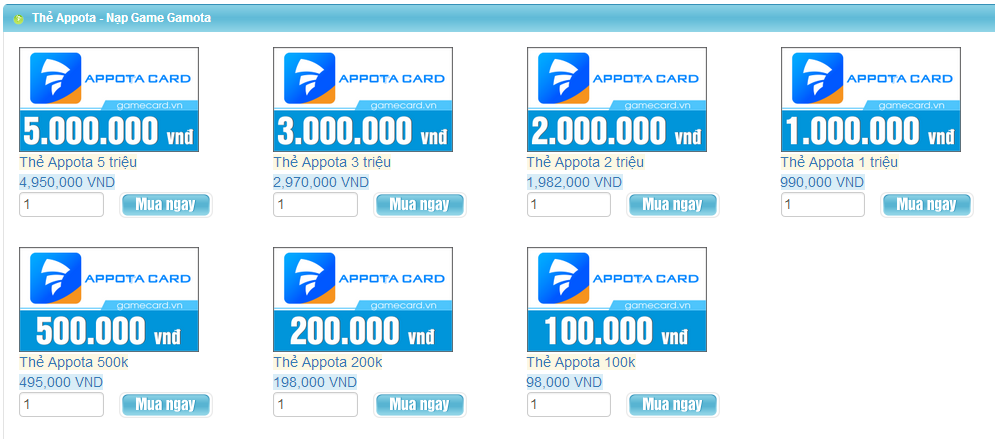 Thẻ Appota - Nạp Game Gamota
APPOTA CARD
gamecard.vn
5.000.000 vnđ
Thẻ Appota 5 triệu
4,950,000 VND
1
Mua ngay
APPOTA CARD
gamecard.vn
3.000.000 vnđ
Thẻ Appota 3 triệu
2,970,000 VND
1
Mua ngay
APPOTA CARD
gamecard.vn
2.000.000 vnđ
Thẻ Appota 2 triệu
1,982,000 VND
1
Mua ngay
APPOTA CARD
gamecard.vn
1.000.000 vnđ
Thẻ Appota 1 triệu
990,000 VND
1
Mua ngay
APPOTA CARD
gamecard.vn
500.000 vnđ
Thẻ Appota 500k
495,000 VND
1
Mua ngay
APPOTA CARD
gamecard.vn
200.000 vnđ
Thẻ Appota 200k
198,000 VND
1
Mua ngay
APPOTA CARD
gamecard.vn
100.000 vnđ
Thẻ Appota 100k
98,000 VND
1
Mua ngay